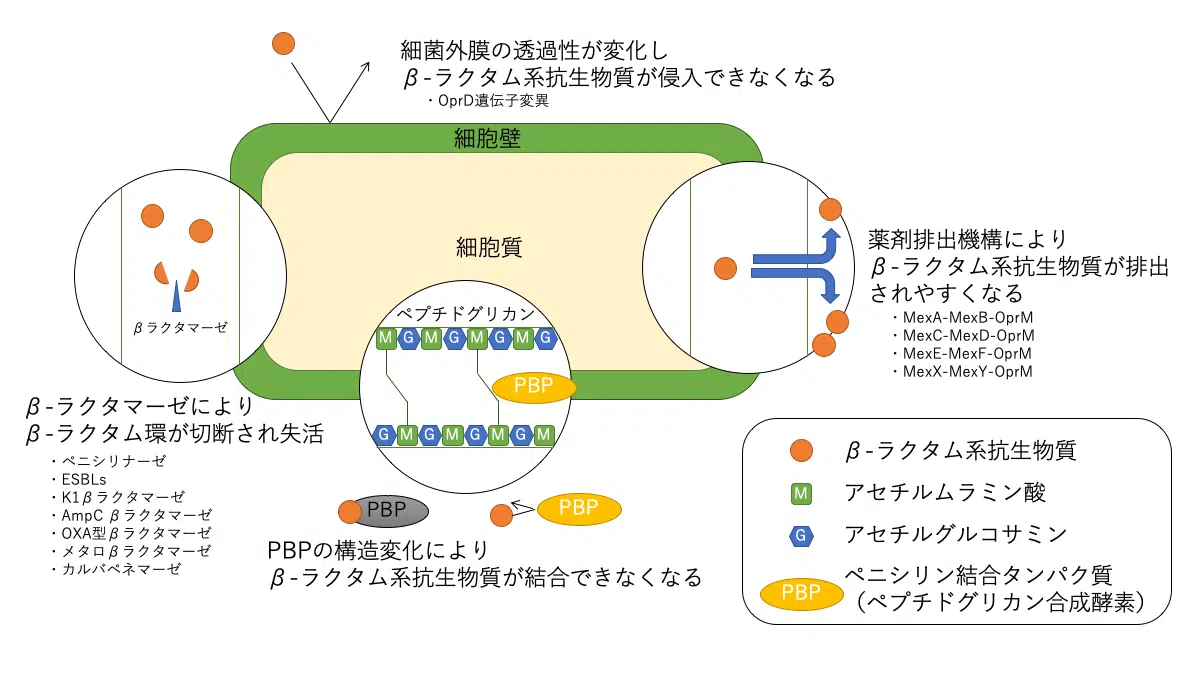 細菌外膜の透過性が変化し
β-ラクタム系抗生物質が侵入できなくなる
・OprD遺伝子変異
細胞壁
細胞質
βラクタマーゼ
β-ラクタマーゼにより
β-ラクタム環が切断され失活
・ペニシリナーゼ
・ESBLs
・K1βラクタマーゼ
・AmpC βラクタマーゼ
・OXA型βラクタマーゼ
・メタロβラクタマーゼ
・カルバペネマーゼ
ペプチドグリカン
M G M G M G M G
PBP
G M G M G M G M
PBP
PBP
PBPの構造変化により
β-ラクタム系抗生物質が結合できなくなる
薬剤排出機構により
β-ラクタム系抗生物質が排出
されやすくなる
・MexA-MexB-OprM
・MexC-MexD-OprM
・MexE-MexF-OprM
・MexX-MexY-OprM
β-ラクタム系抗生物質
M アセチルムラミン酸
G アセチルグルコサミン
PBP ペニシリン結合タンパク質
（ペプチドグリカン合成酵素）